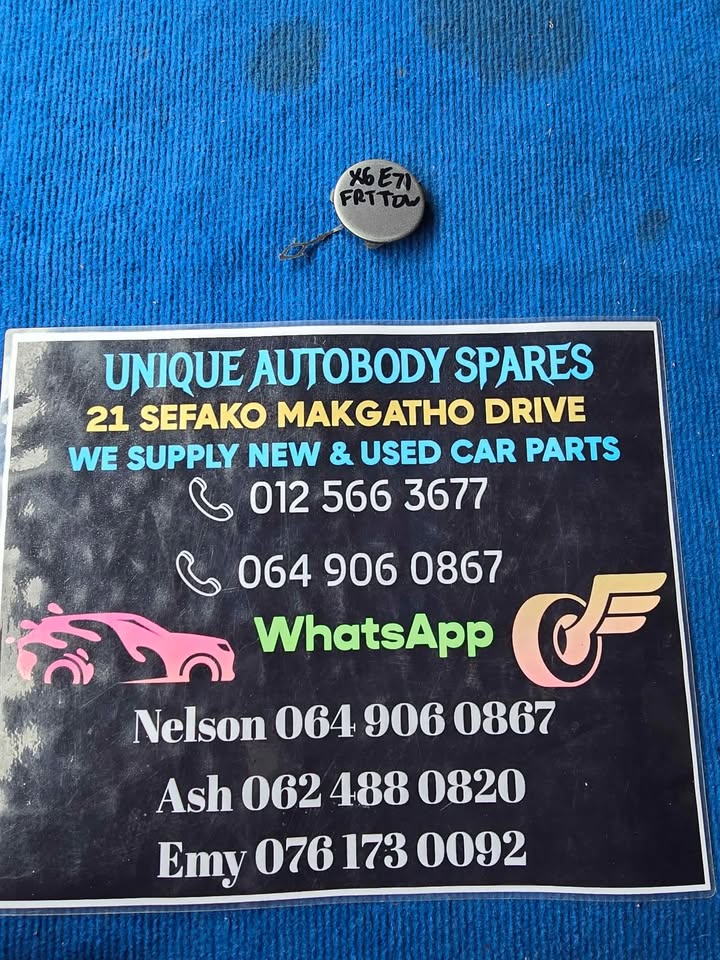 X6 E71
FRT TOW
UNIQUE AUTOBODY SPARES
21 SEFAKO MAKGATHO DRIVE
WE SUPPLY NEW & USED CAR PARTS
012 566 3677
064 906 0867
WhatsApp
Nelson 064 906 0867
Ash 062 488 0820
Emy 076 173 0092